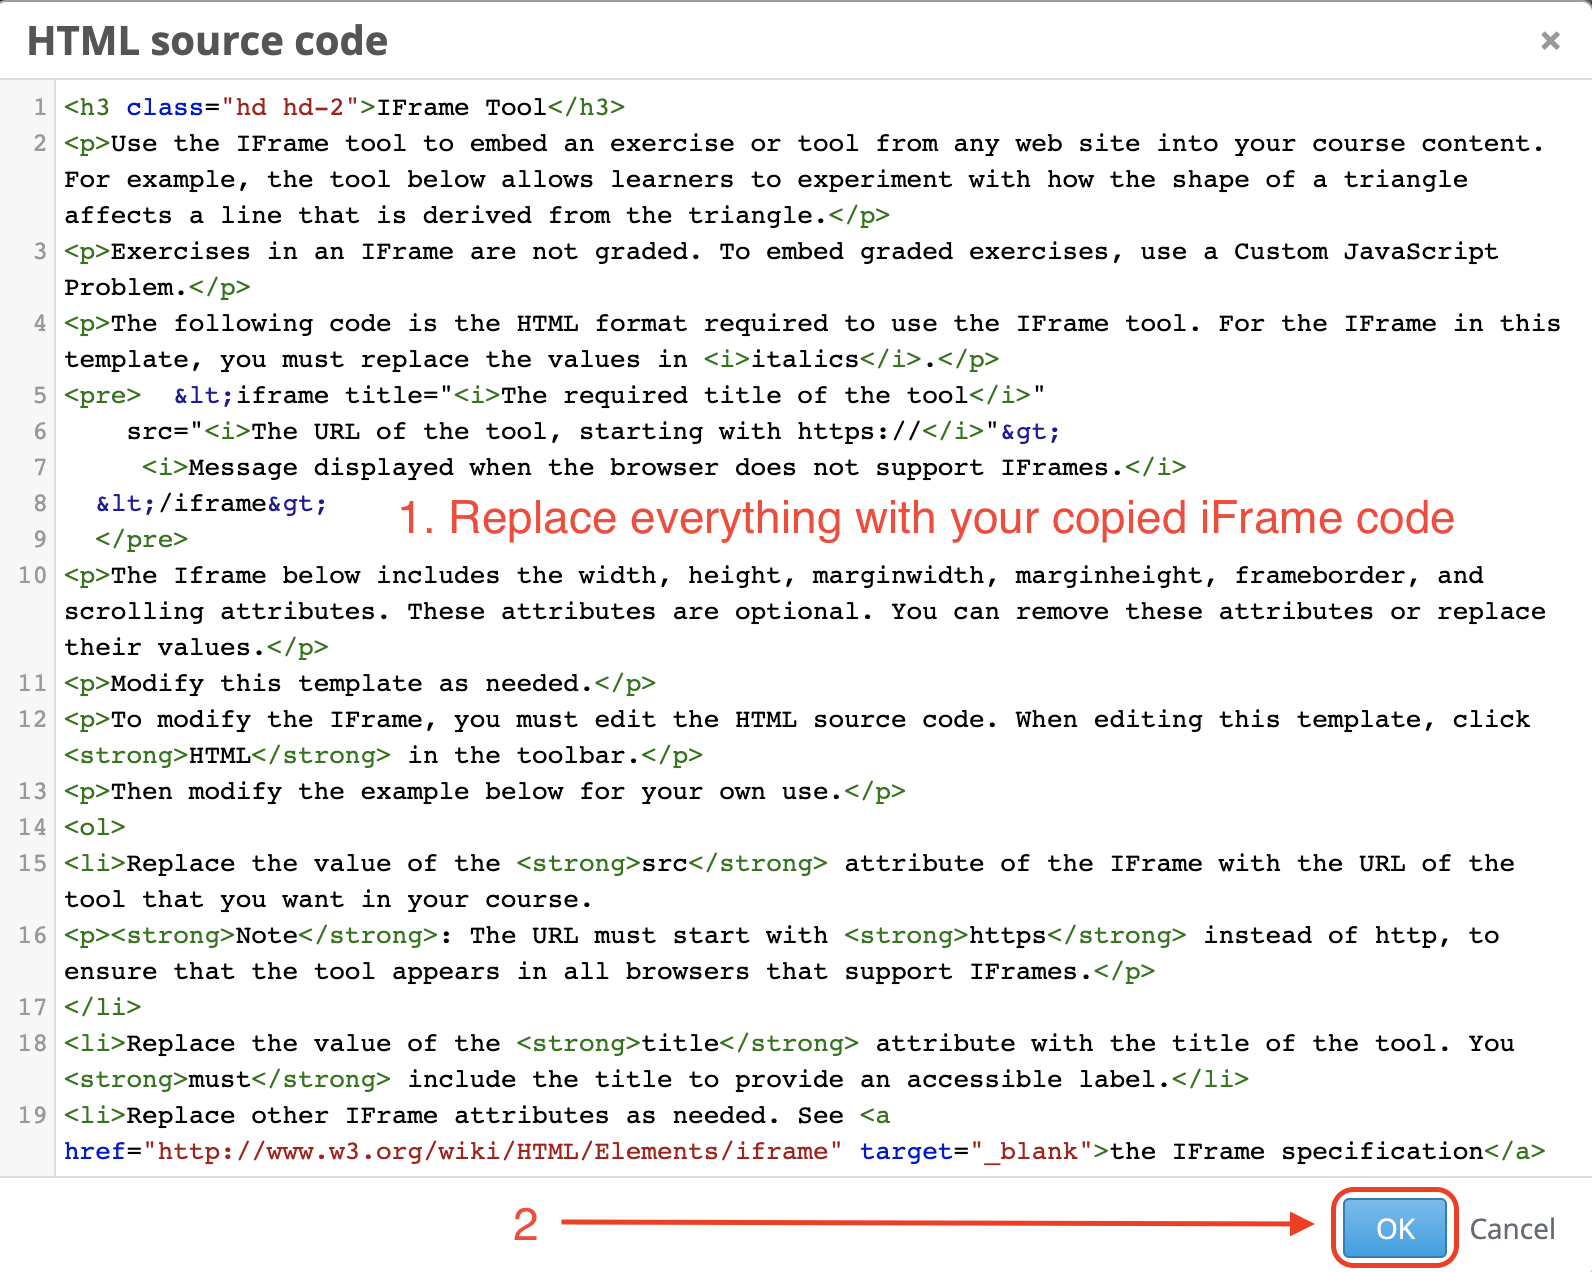 HTML source code
×
1 <h3 class="hd hd-2">IFrame Tool</h3>
2 <p>Use the IFrame tool to embed an exercise or tool from any web site into your course content.
For example, the tool below allows learners to experiment with how the shape of a triangle
affects a line that is derived from the triangle.</p>
3 <p>Exercises in an IFrame are not graded. To embed graded exercises, use a Custom JavaScript
Problem.</p>
4 <p>The following code is the HTML format required to use the IFrame tool. For the IFrame in this
template, you must replace the values in <i>italics</i>.</p>
5 <pre>  &lt;iframe title="<i>The required title of the tool</i>"
6     src="<i>The URL of the tool, starting with https://</i>"&gt;
7      <i>Message displayed when the browser does not support IFrames.</i>
8   &lt;/iframe&gt;
1. Replace everything with your copied iFrame code
9   </pre>
10 <p>The Iframe below includes the width, height, marginwidth, marginheight, frameborder, and
scrolling attributes. These attributes are optional. You can remove these attributes or replace
their values.</p>
11 <p>Modify this template as needed.</p>
12 <p>To modify the IFrame, you must edit the HTML source code. When editing this template, click
<strong>HTML</strong> in the toolbar.</p>
13 <p>Then modify the example below for your own use.</p>
14 <ol>
15 <li>Replace the value of the <strong>src</strong> attribute of the IFrame with the URL of the
tool that you want in your course.
16 <p><strong>Note</strong>: The URL must start with <strong>https</strong> instead of http, to
ensure that the tool appears in all browsers that support IFrames.</p>
17 </li>
18 <li>Replace the value of the <strong>title</strong> attribute with the title of the tool. You
<strong>must</strong> include the title to provide an accessible label.</li>
19 <li>Replace other IFrame attributes as needed. See <a
href="http://www.w3.org/wiki/HTML/Elements/iframe" target="_blank">the IFrame specification</a>
2
OK
Cancel